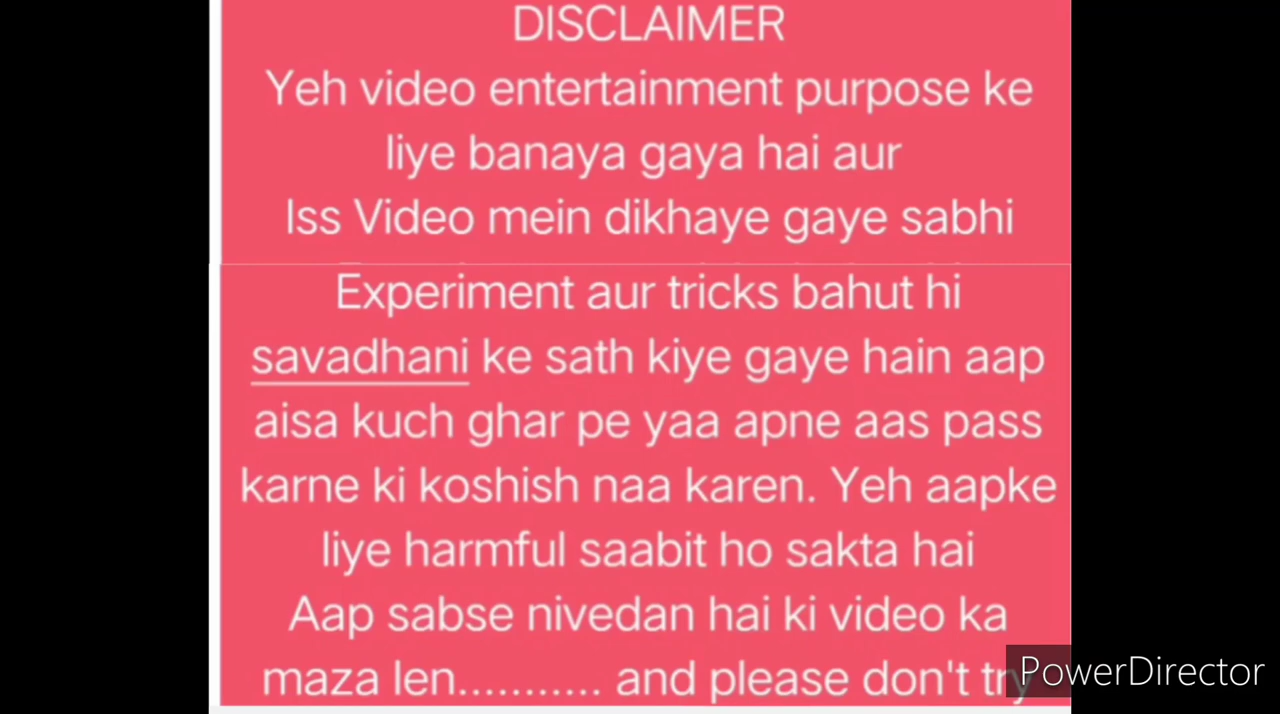 DISCLAIMER
Yeh video entertainment purpose ke
liye banaya gaya hai aur
Iss Video mein dikhaye gaye sabhi
Experiment aur tricks bahut hi
savadhani ke sath kiye gaye hain aap
aisa kuch ghar pe yaa apne aas pass
karne ki koshish naa karen. Yeh aapke
liye harmful saabit ho sakta hai
Aap sabse nivedan hai ki video ka
maza len........... and please don't try
PowerDirector